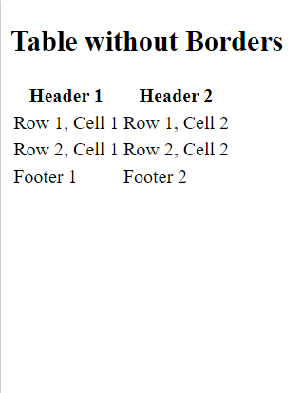 Table without Borders
Header 1 Header 2
Row 1, Cell 1 Row 1, Cell 2
Row 2, Cell 1 Row 2, Cell 2
Footer 1 Footer 2